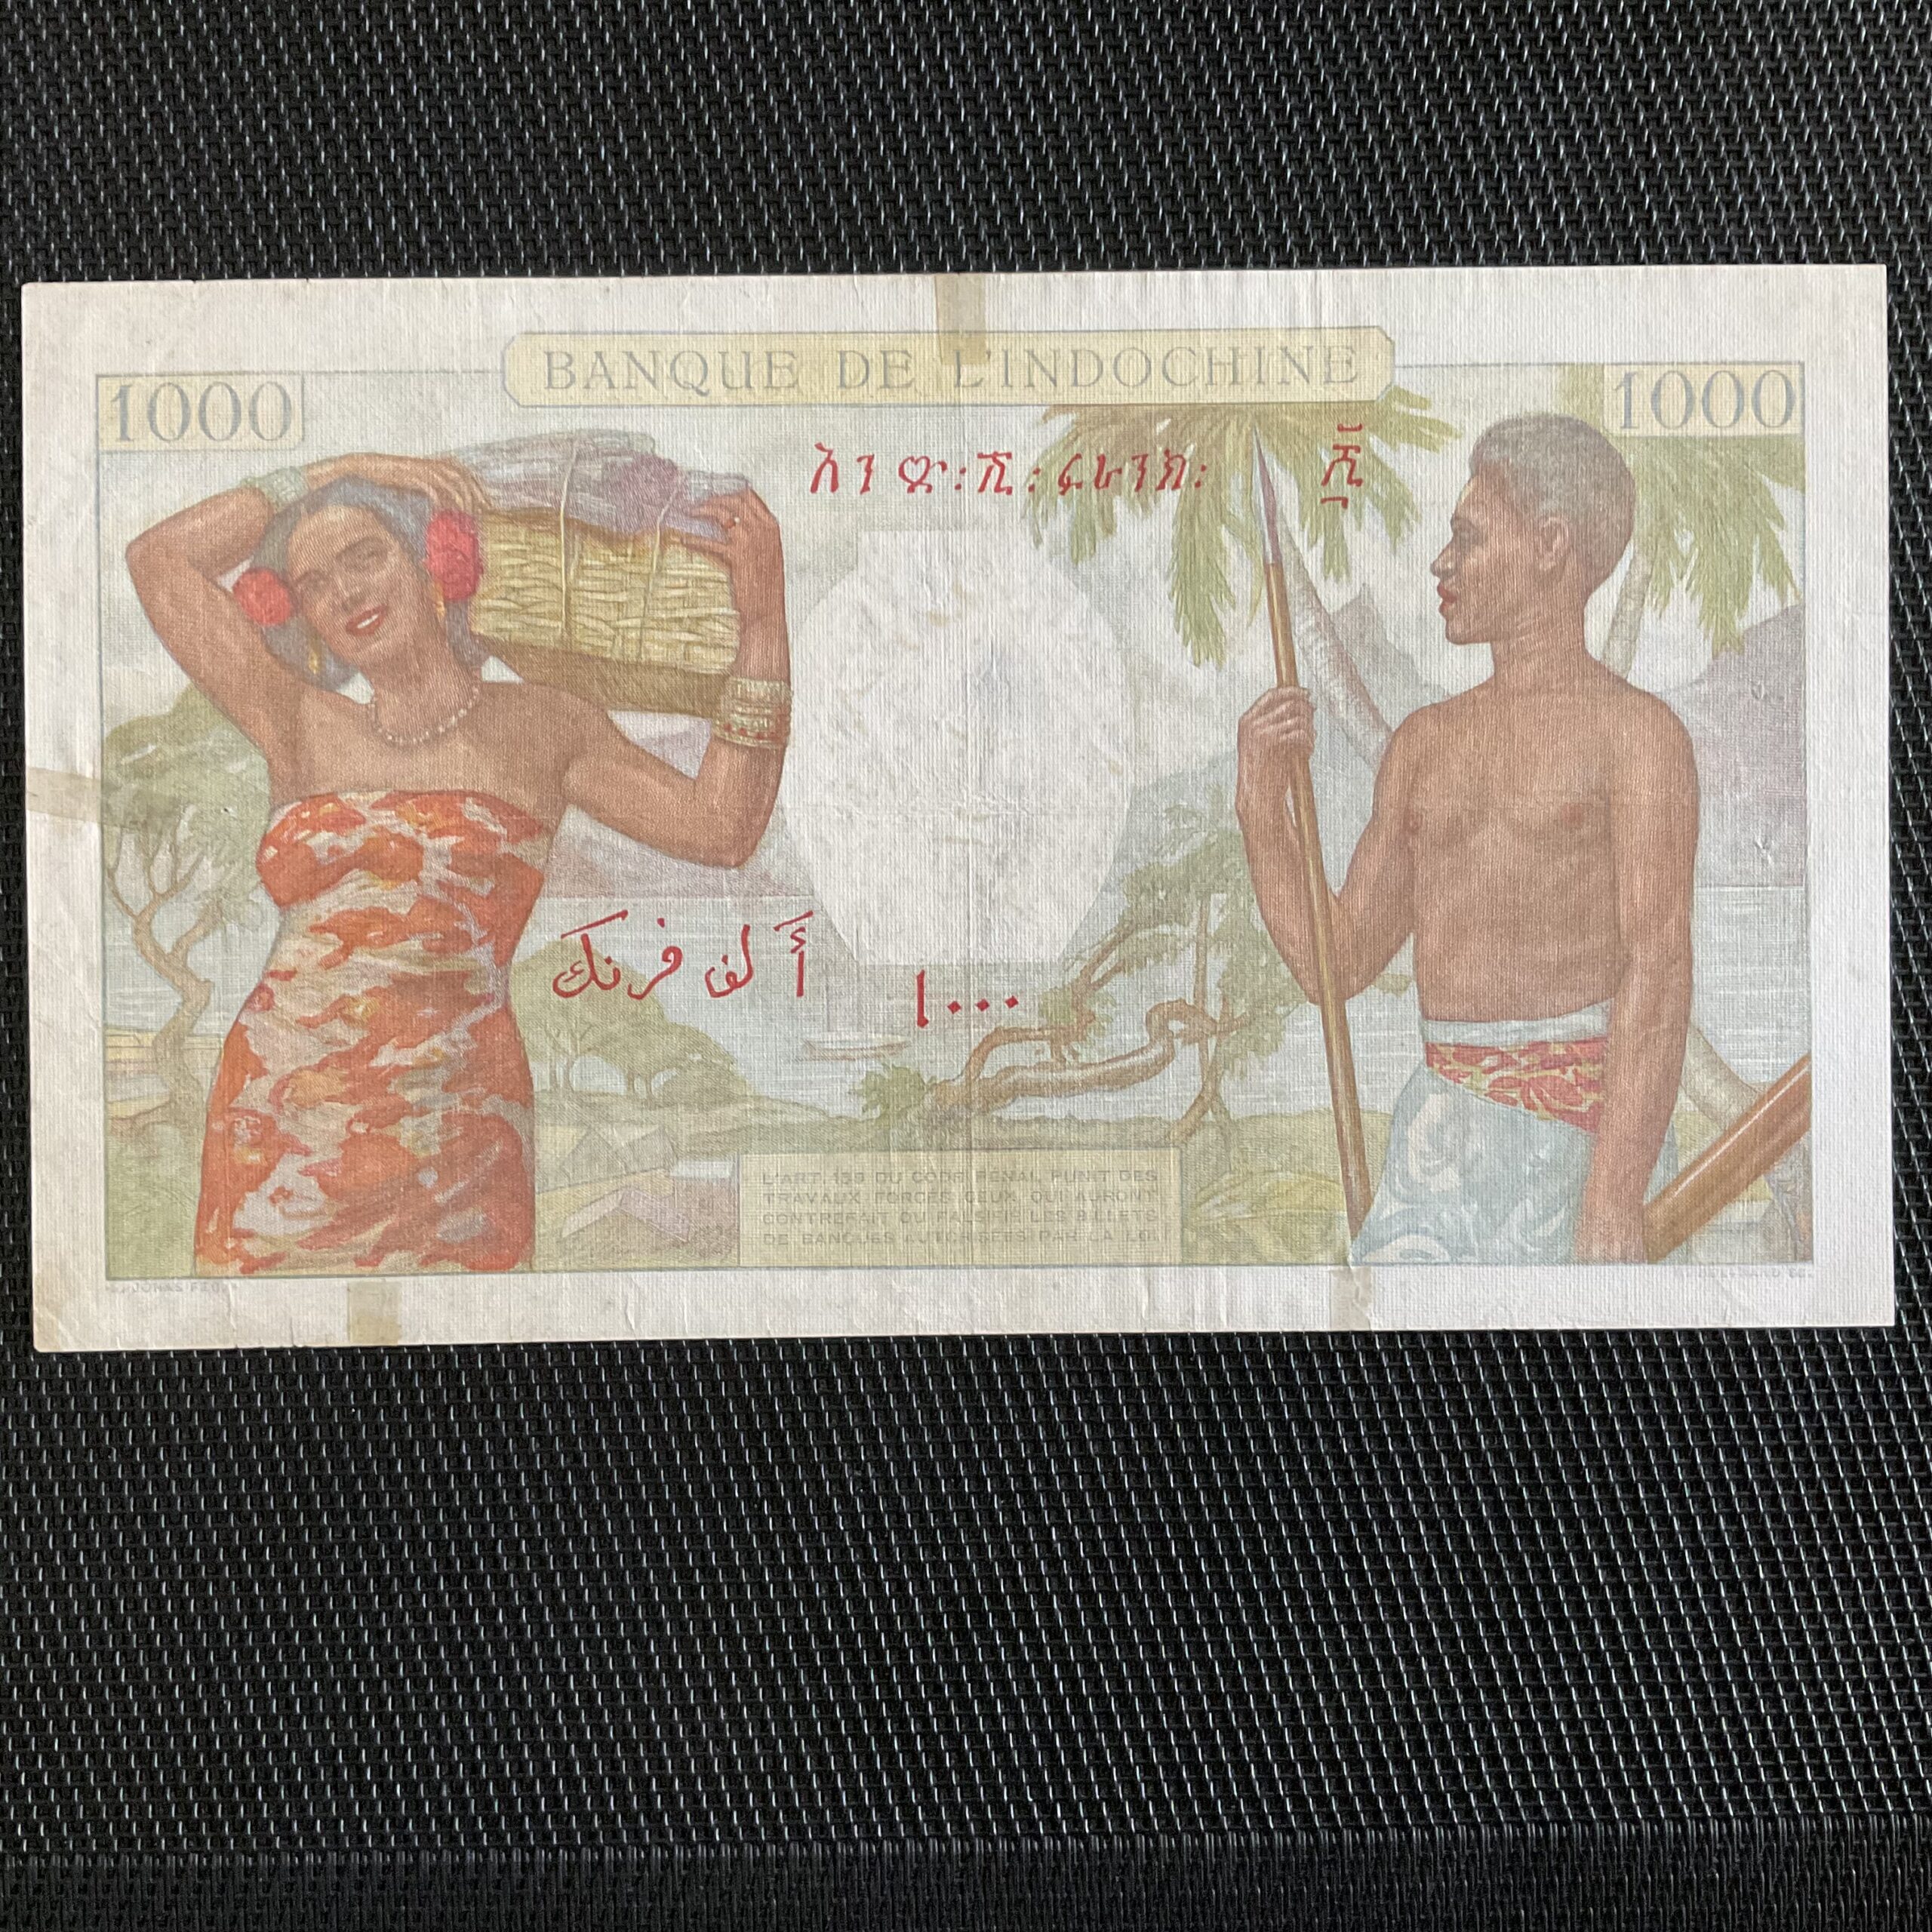 BANQUE DE L'INDOCHINE
1000
1000
አንድ፡ሺ፡ፍራንክ፡
፼
أَلف فرنك
١٠٠٠
L'ART. 139 DU CODE PÉNAL PUNIT DES
TRAVAUX FORCÉS CEUX QUI AURONT
CONTREFAIT OU FALSIFIÉ LES BILLETS
DE BANQUES AUTORISÉES PAR LA LOI